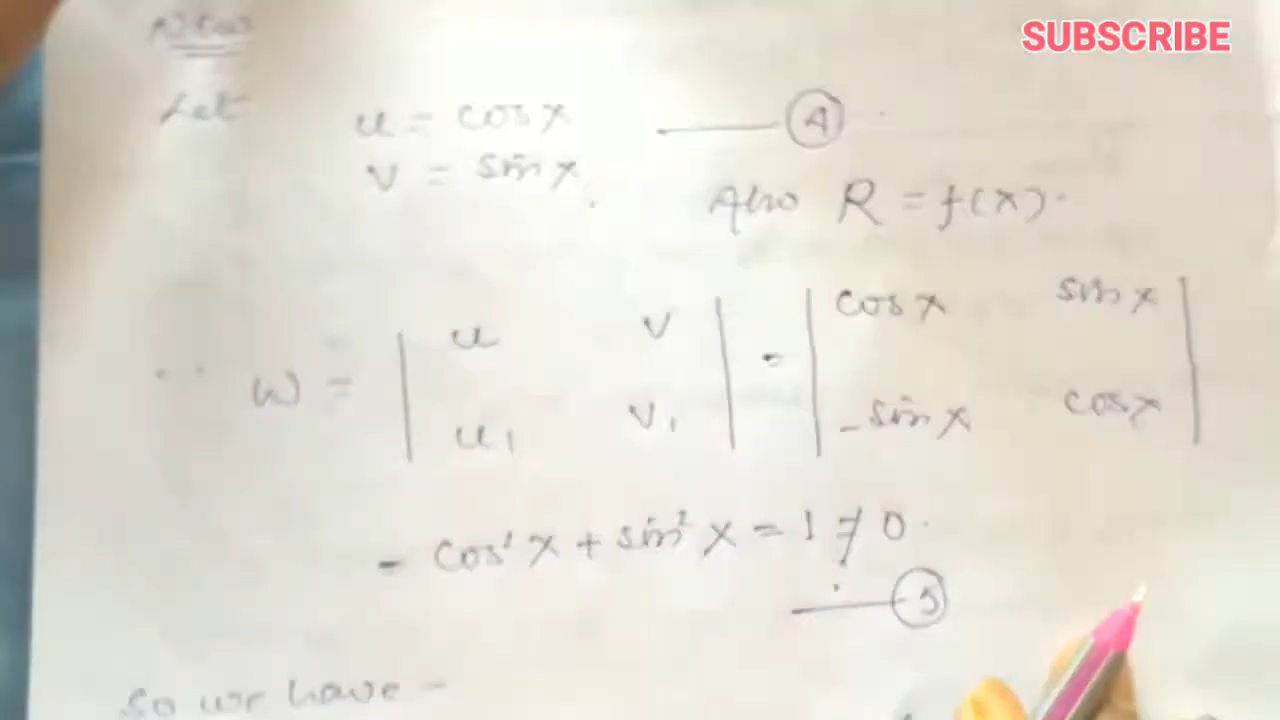 SUBSCRIBE
Let
u = cos x ——— (4)
v = sin x.
Also R = f(x).
∵ W = | u v | = | cos x sin x |
| u₁ v₁ | | -sin x cos x |
= cos² x + sin² x = 1 ≠ 0.
——— (5)
So we have -